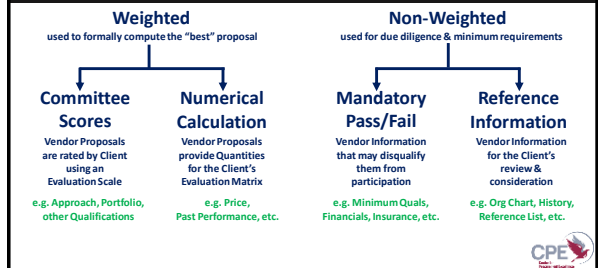 Weighted
used to formally compute the “best” proposal
Non-Weighted
used for due diligence & minimum requirements
Committee
Scores
Vendor Proposals
are rated by Client
using an
Evaluation Scale
e.g. Approach, Portfolio,
other Qualifications
Numerical
Calculation
Vendor Proposals
provide Quantities
for the Client’s
Evaluation Matrix
e.g. Price,
Past Performance, etc.
Mandatory
Pass/Fail
Vendor Information
that may disqualify
them from
participation
e.g. Minimum Quals,
Financials, Insurance, etc.
Reference
Information
Vendor Information
for the Client’s
review &
consideration
e.g. Org Chart, History,
Reference List, etc.
CPE